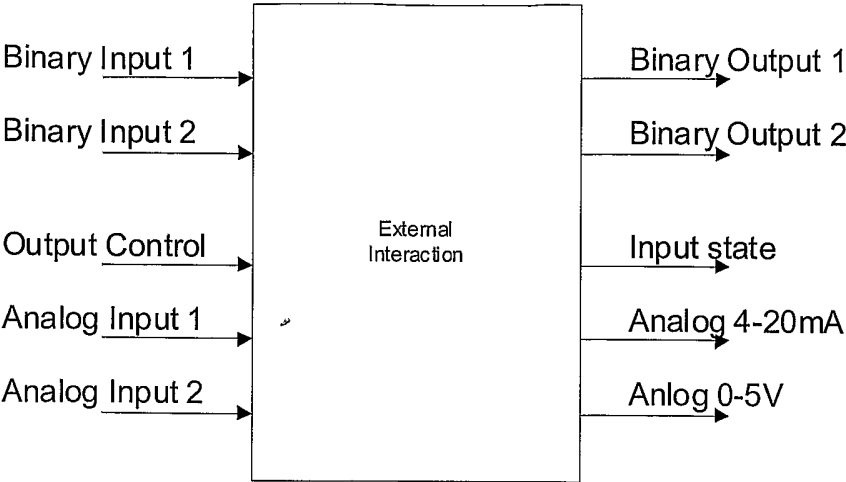 Binary Input 1
Binary Input 2
Output Control
Analog Input 1
Analog Input 2
External
Interaction
Binary Output 1
Binary Output 2
Input state
Analog 4-20mA
Anlog 0-5V